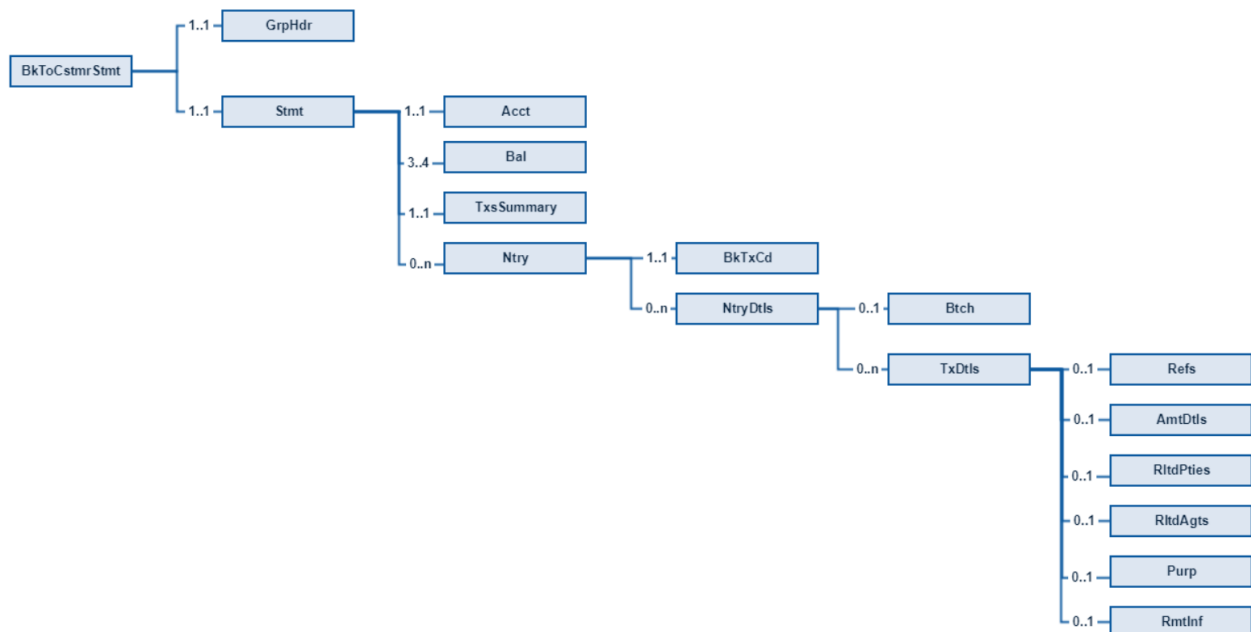 1..1 GrpHdr
BkToCstmrStmt
1..1 Stmt 1..1 Acct
3..4 Bal
1..1 TxsSummary
0..n Ntry 1..1 BkTxCd
0..n NtryDtls 0..1 Btch
0..n TxDtls 0..1 Refs
0..1 AmtDtls
0..1 RltdPties
0..1 RltdAgts
0..1 Purp
0..1 RmtInf